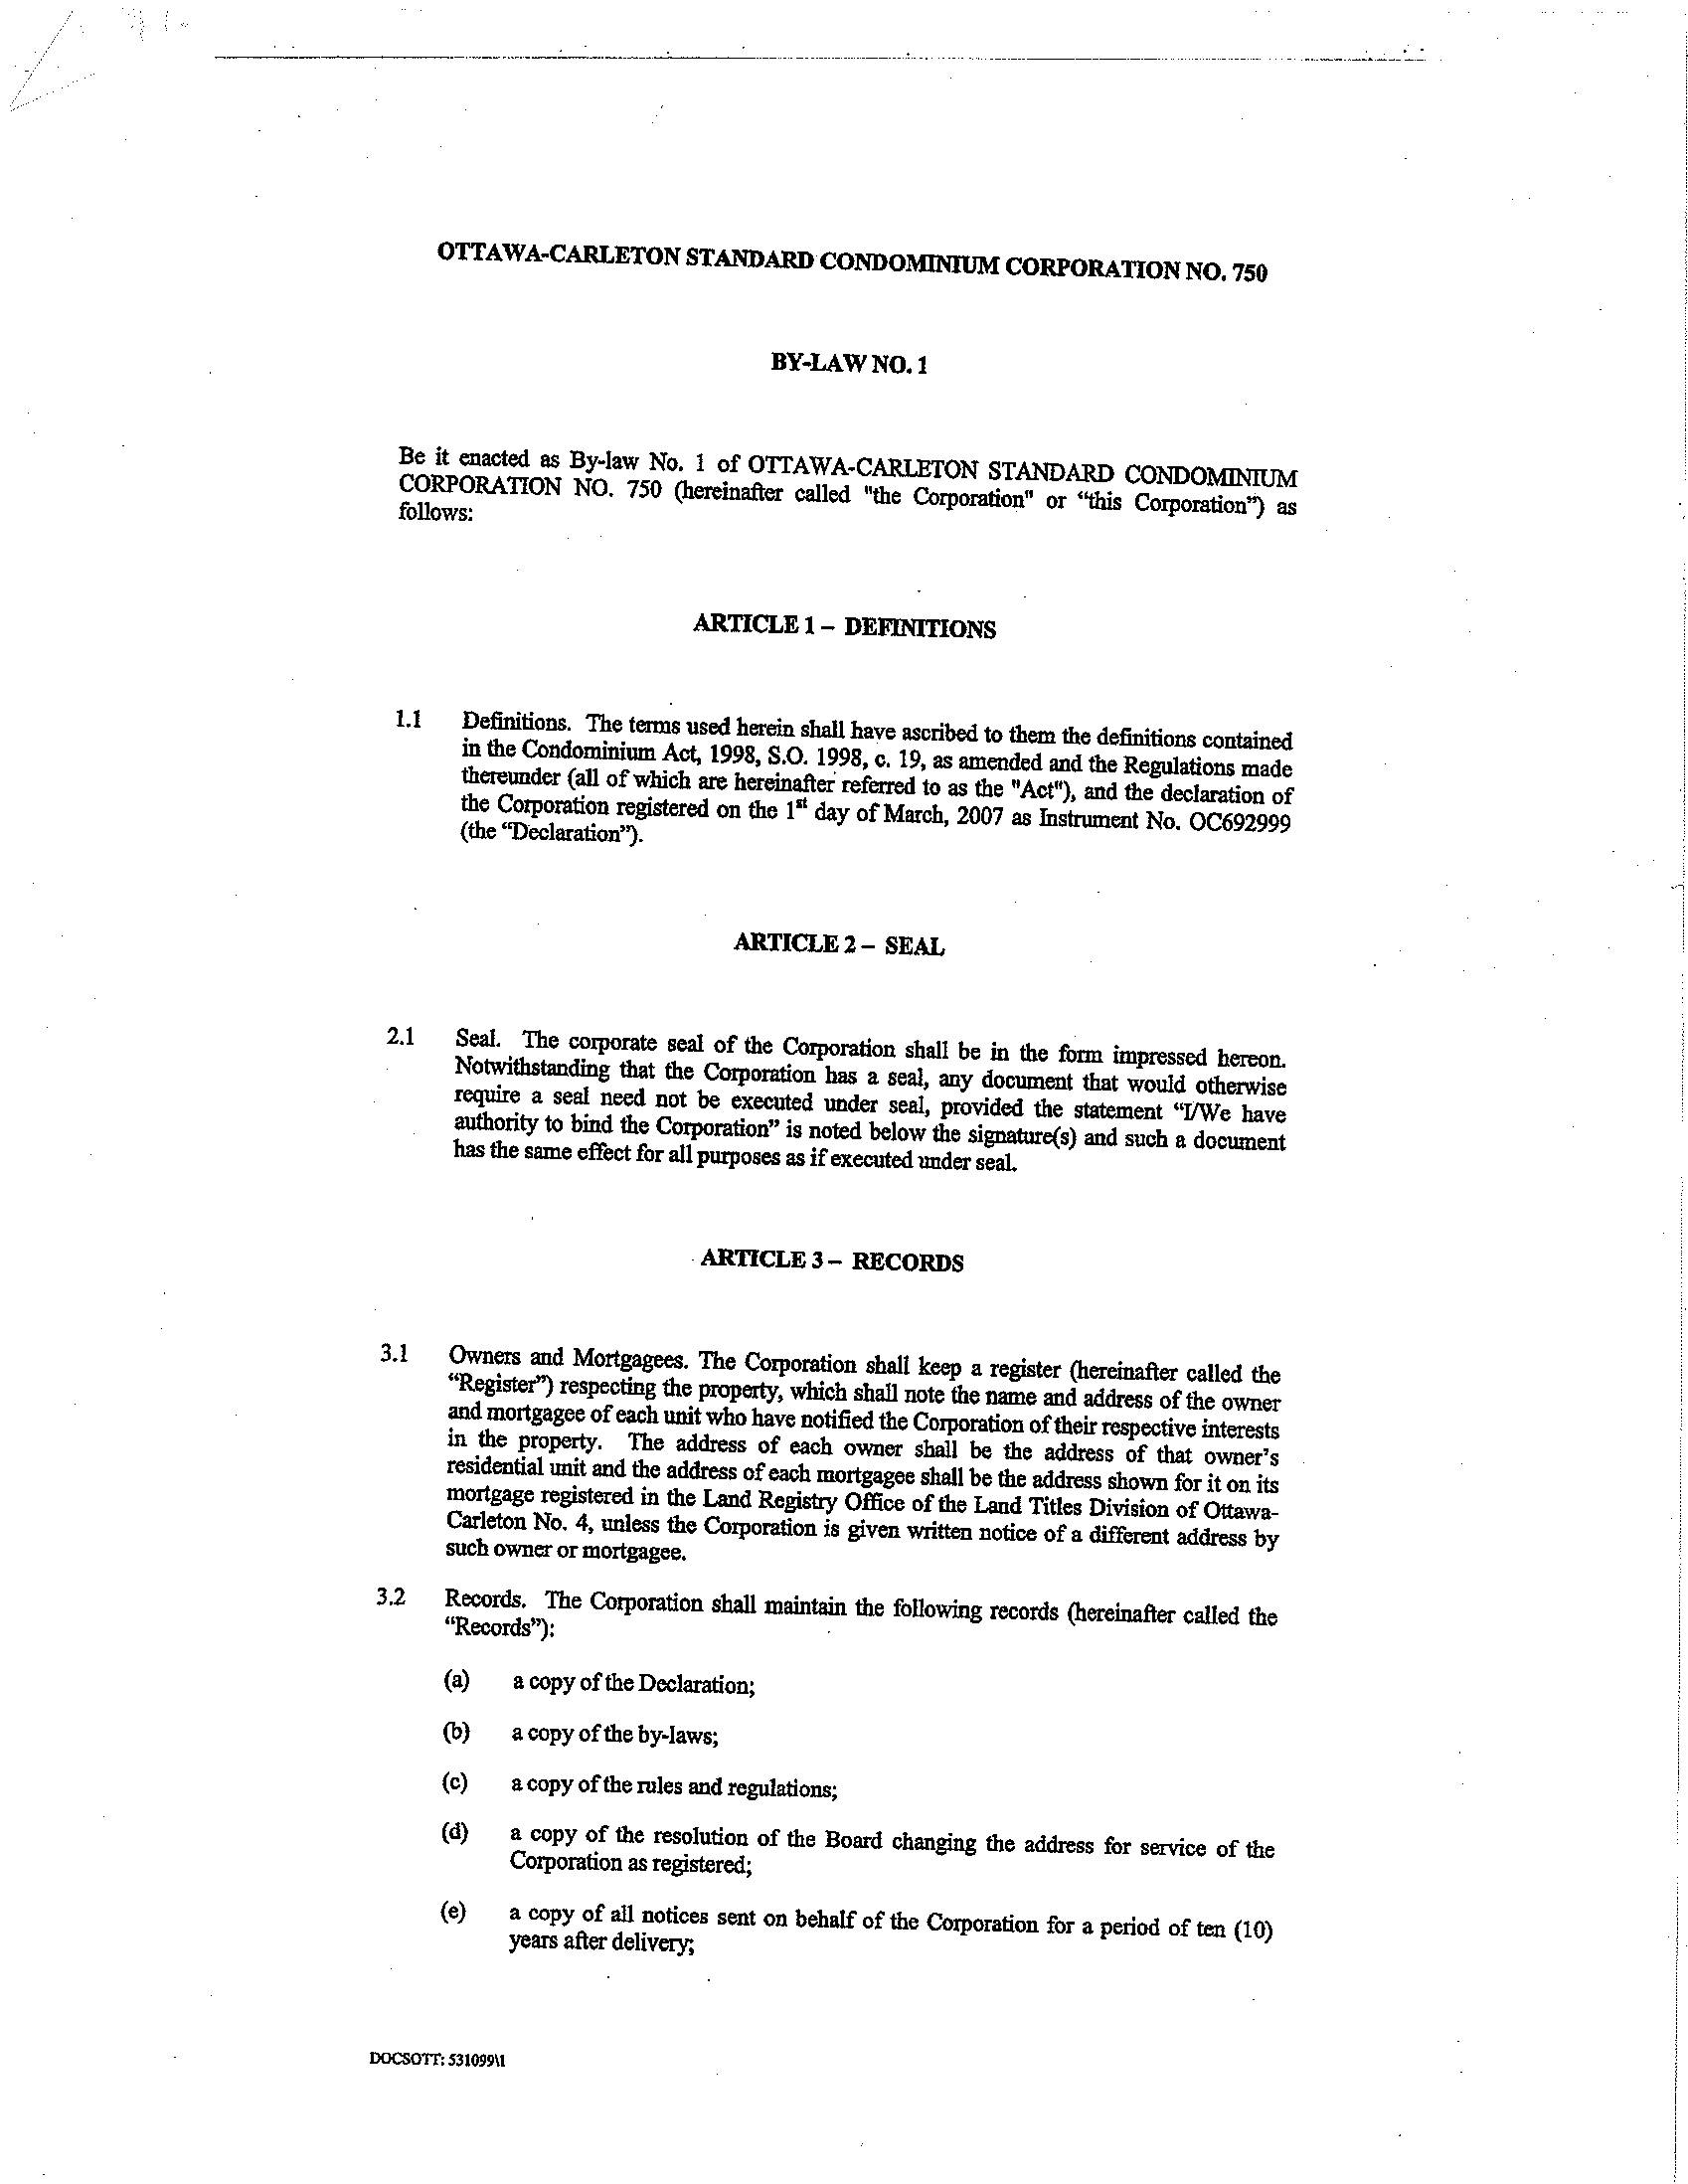 OTTAWA-CARLETON STANDARD CONDOMINIUM CORPORATION NO. 750
BY-LAW NO. 1
Be it enacted as By-law No. 1 of OTTAWA-CARLETON STANDARD CONDOMINIUM
CORPORATION NO. 750 (hereinafter called "the Corporation" or “this Corporation”) as
follows:
ARTICLE 1 – DEFINITIONS
1.1 Definitions. The terms used herein shall have ascribed to them the definitions contained
in the Condominium Act, 1998, S.O. 1998, c. 19, as amended and the Regulations made
thereunder (all of which are hereinafter referred to as the "Act"), and the declaration of
the Corporation registered on the 1st day of March, 2007 as Instrument No. OC692999
(the “Declaration”).
ARTICLE 2 – SEAL
2.1 Seal. The corporate seal of the Corporation shall be in the form impressed hereon.
Notwithstanding that the Corporation has a seal, any document that would otherwise
require a seal need not be executed under seal, provided the statement “I/We have
authority to bind the Corporation” is noted below the signature(s) and such a document
has the same effect for all purposes as if executed under seal.
ARTICLE 3 – RECORDS
3.1 Owners and Mortgagees. The Corporation shall keep a register (hereinafter called the
“Register”) respecting the property, which shall note the name and address of the owner
and mortgagee of each unit who have notified the Corporation of their respective interests
in the property. The address of each owner shall be the address of that owner’s
residential unit and the address of each mortgagee shall be the address shown for it on its
mortgage registered in the Land Registry Office of the Land Titles Division of Ottawa-
Carleton No. 4, unless the Corporation is given written notice of a different address by
such owner or mortgagee.
3.2 Records. The Corporation shall maintain the following records (hereinafter called the
“Records”):
(a) a copy of the Declaration;
(b) a copy of the by-laws;
(c) a copy of the rules and regulations;
(d) a copy of the resolution of the Board changing the address for service of the
Corporation as registered;
(e) a copy of all notices sent on behalf of the Corporation for a period of ten (10)
years after delivery;
DOCSOTT: 531099\1